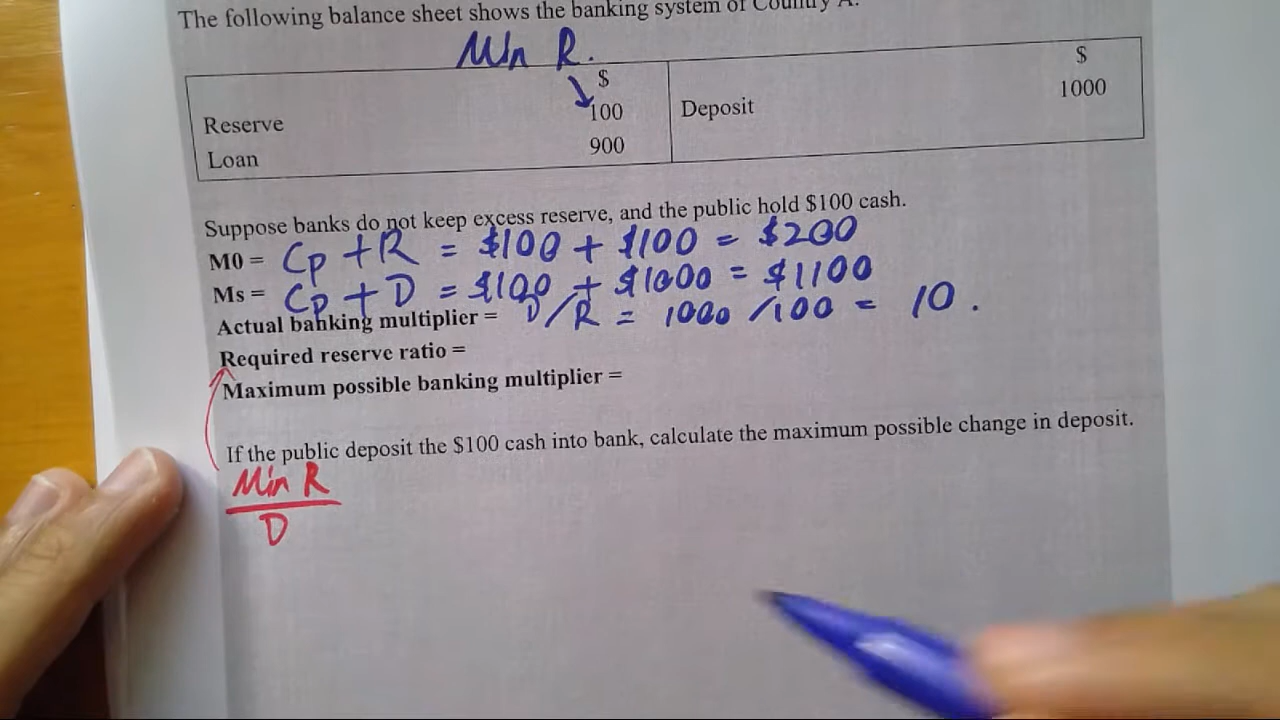 The following balance sheet shows the banking system of Country A.
Min R.
$ $
Reserve 100 Deposit 1000
Loan 900
Suppose banks do not keep excess reserve, and the public hold $100 cash.
M0 = Cp + R = $100 + $100 = $200
Ms = Cp + D = $100 + $1000 = $1100
Actual banking multiplier = D/R = 1000/100 = 10.
Required reserve ratio =
Maximum possible banking multiplier =
If the public deposit the $100 cash into bank, calculate the maximum possible change in deposit.
Min R
D